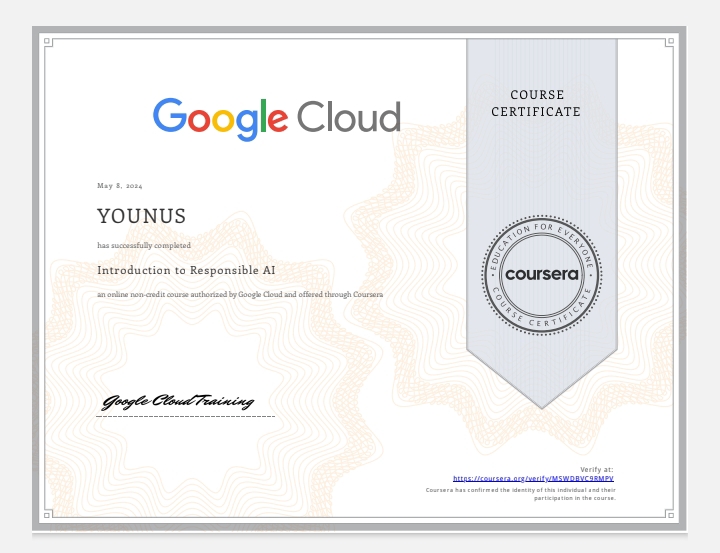 Google Cloud
COURSE
CERTIFICATE
May 8, 2024
YOUNUS
has successfully completed
Introduction to Responsible AI
an online non-credit course authorized by Google Cloud and offered through Coursera
EDUCATION FOR EVERYONE
coursera
COURSE CERTIFICATE
Google Cloud Training
Verify at:
https://coursera.org/verify/MSWDBVC9RMPV
Coursera has confirmed the identity of this individual and their
participation in the course.